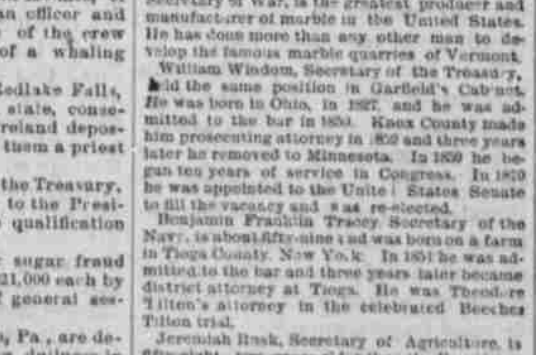 an officer and
of the crew
of a whaling
Redlake Falls,
state, conse-
reland depos-
them a priest
the Treasury,
to the Presi-
qualification
sugar fraud
21,000 each by
general ses-
, Pa., are de-
Secretary of War, is the greatest producer and
manufacturer of marble in the United States.
He has done more than any other man to de-
velop the famous marble quarries of Vermont.
William Windom, Secretary of the Treasury,
held the same position in Garfield's Cabinet.
He was born in Ohio, in 1827, and he was ad-
mitted to the bar in 1850. Knox County made
him prosecuting attorney in 1852 and three years
later he removed to Minnesota. In 1859 he be-
gun ten years of service in Congress. In 1870
he was appointed to the United States Senate
to fill the vacancy and was re-elected.
Benjamin Franklin Tracey, Secretary of the
Navy, is about fifty-nine and was born on a farm
in Tioga County, New York. In 1851 he was ad-
mitted to the bar and three years later became
district attorney at Tioga. He was Theodore
Tilton's attorney in the celebrated Beecher
Tilton trial.
Jeremiah Rusk, Secretary of Agriculture, is